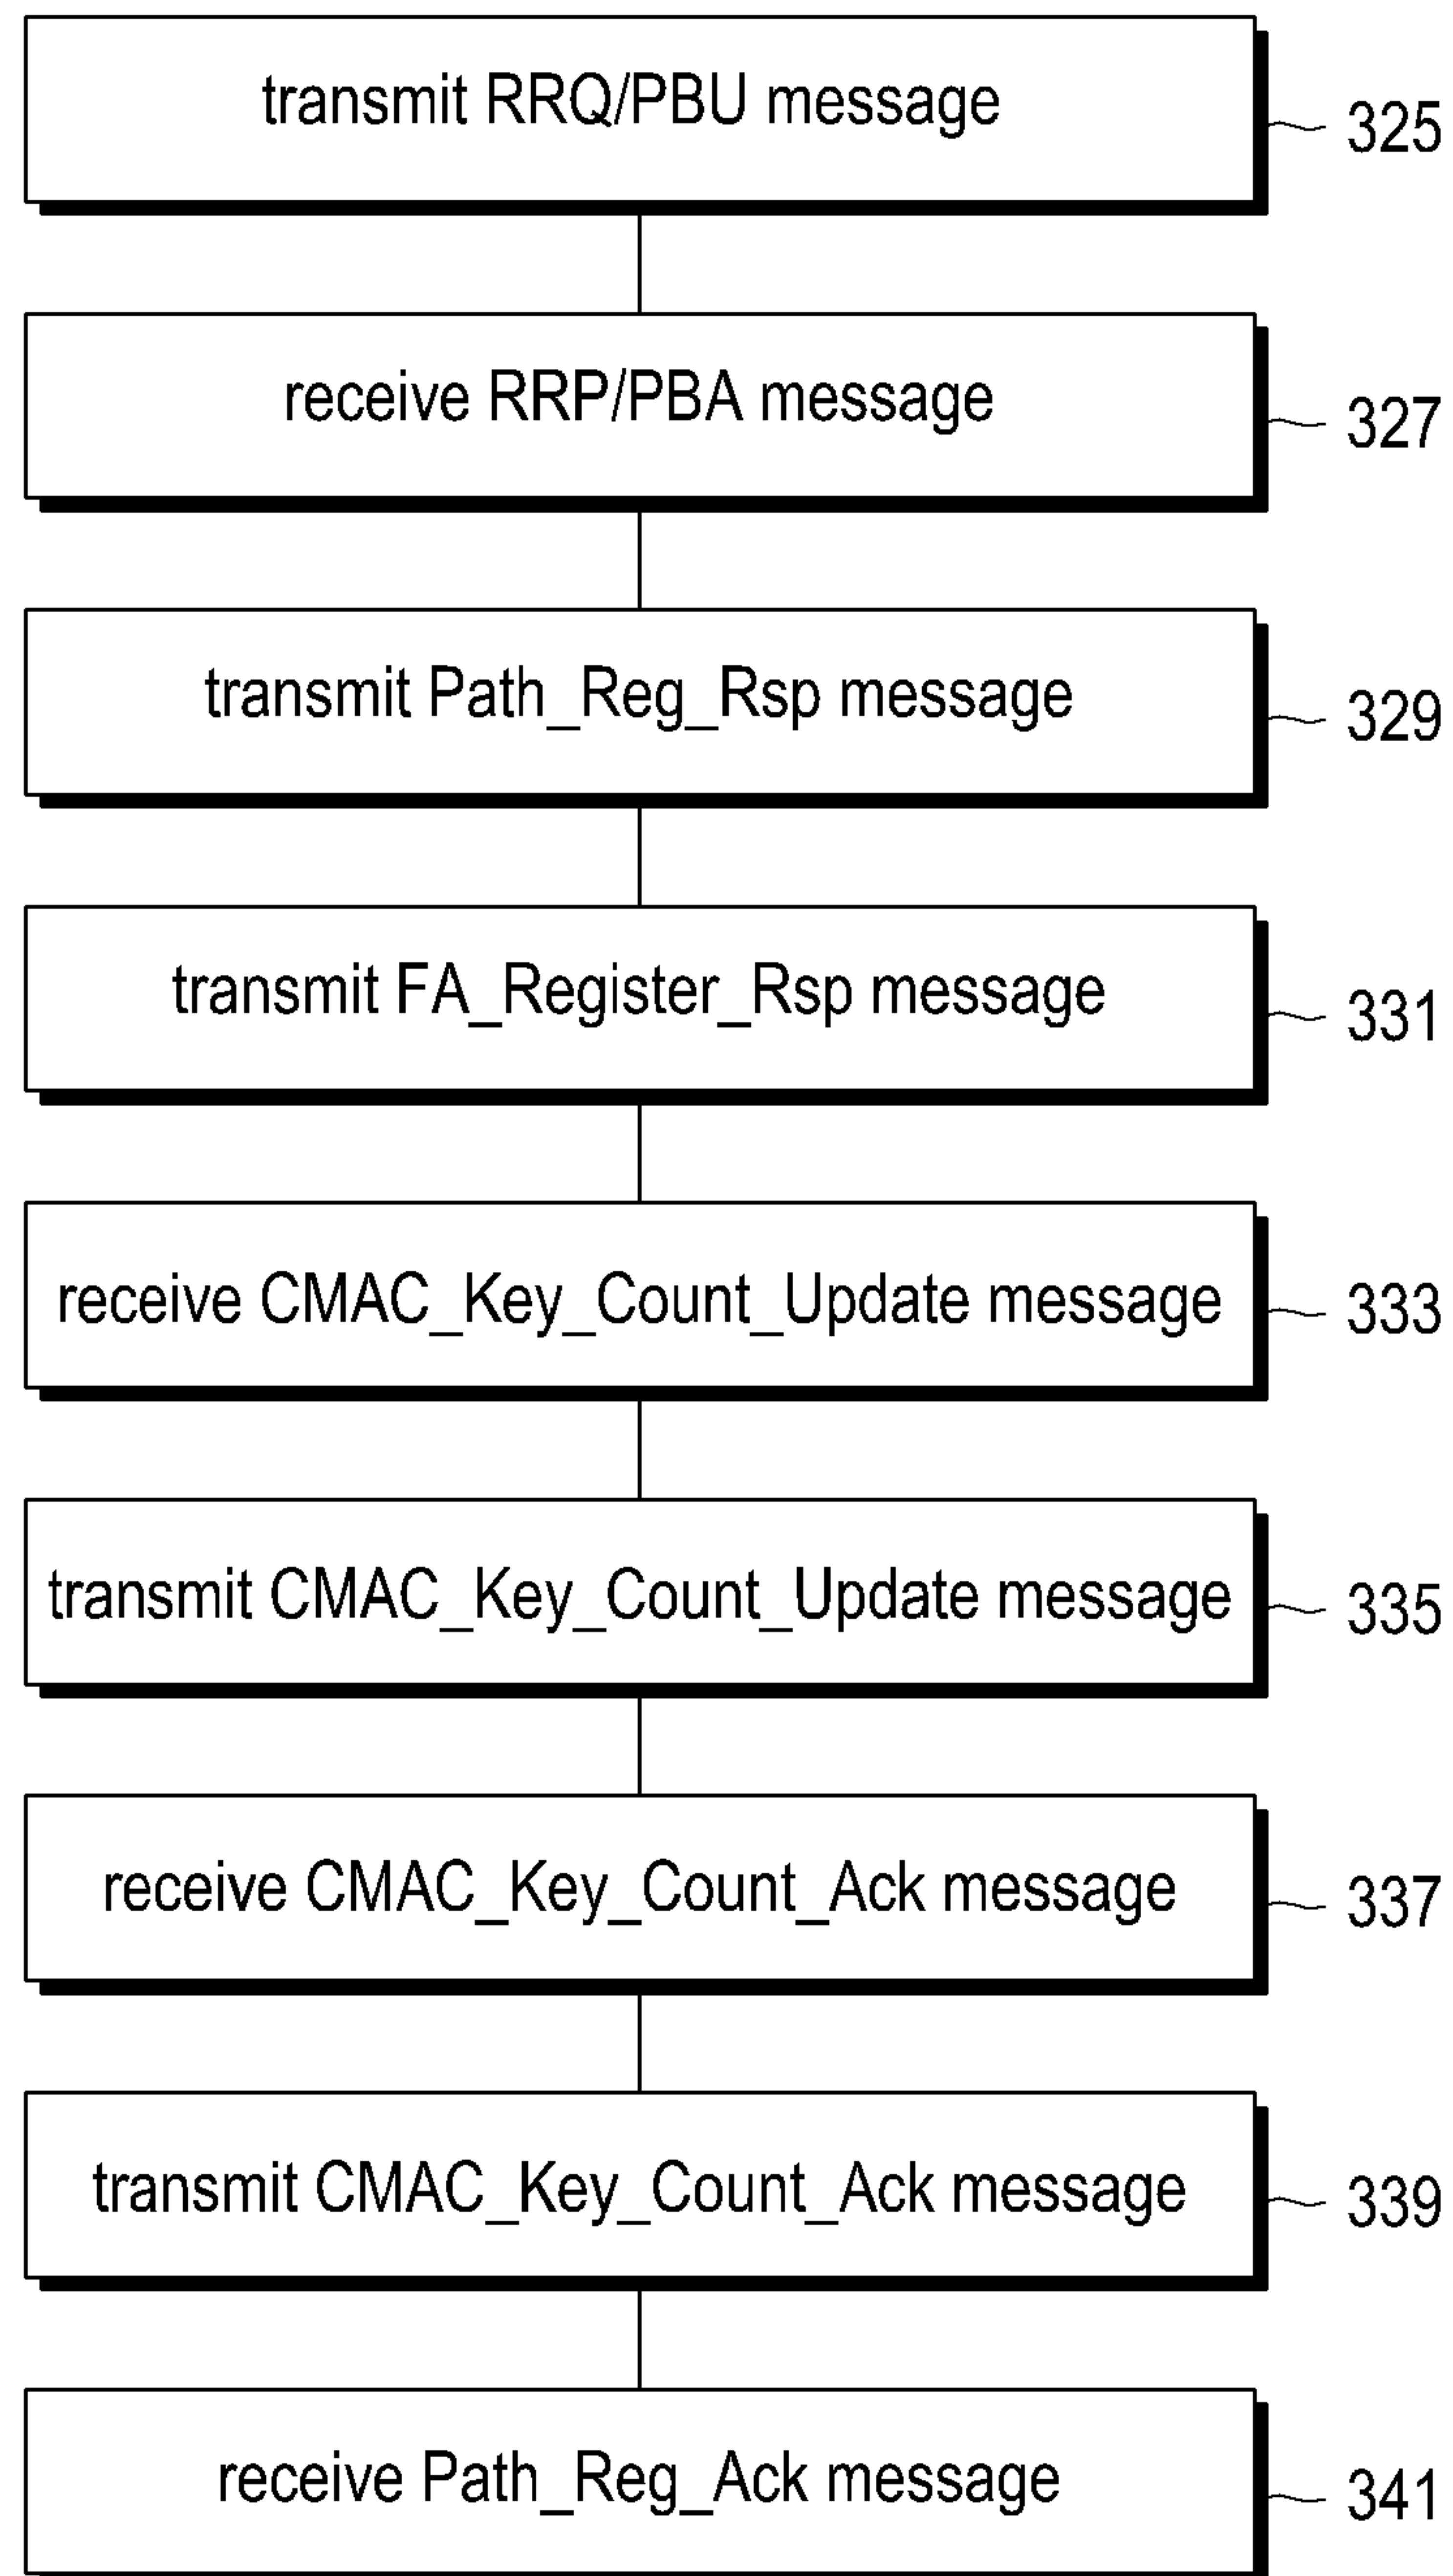 transmit RRQ/PBU message
325
receive RRP/PBA message
327
transmit Path_Reg_Rsp message
329
transmit FA_Register_Rsp message
331
receive CMAC_Key_Count_Update message
333
transmit CMAC_Key_Count_Update message
335
receive CMAC_Key_Count_Ack message
337
transmit CMAC_Key_Count_Ack message
339
receive Path_Reg_Ack message
341